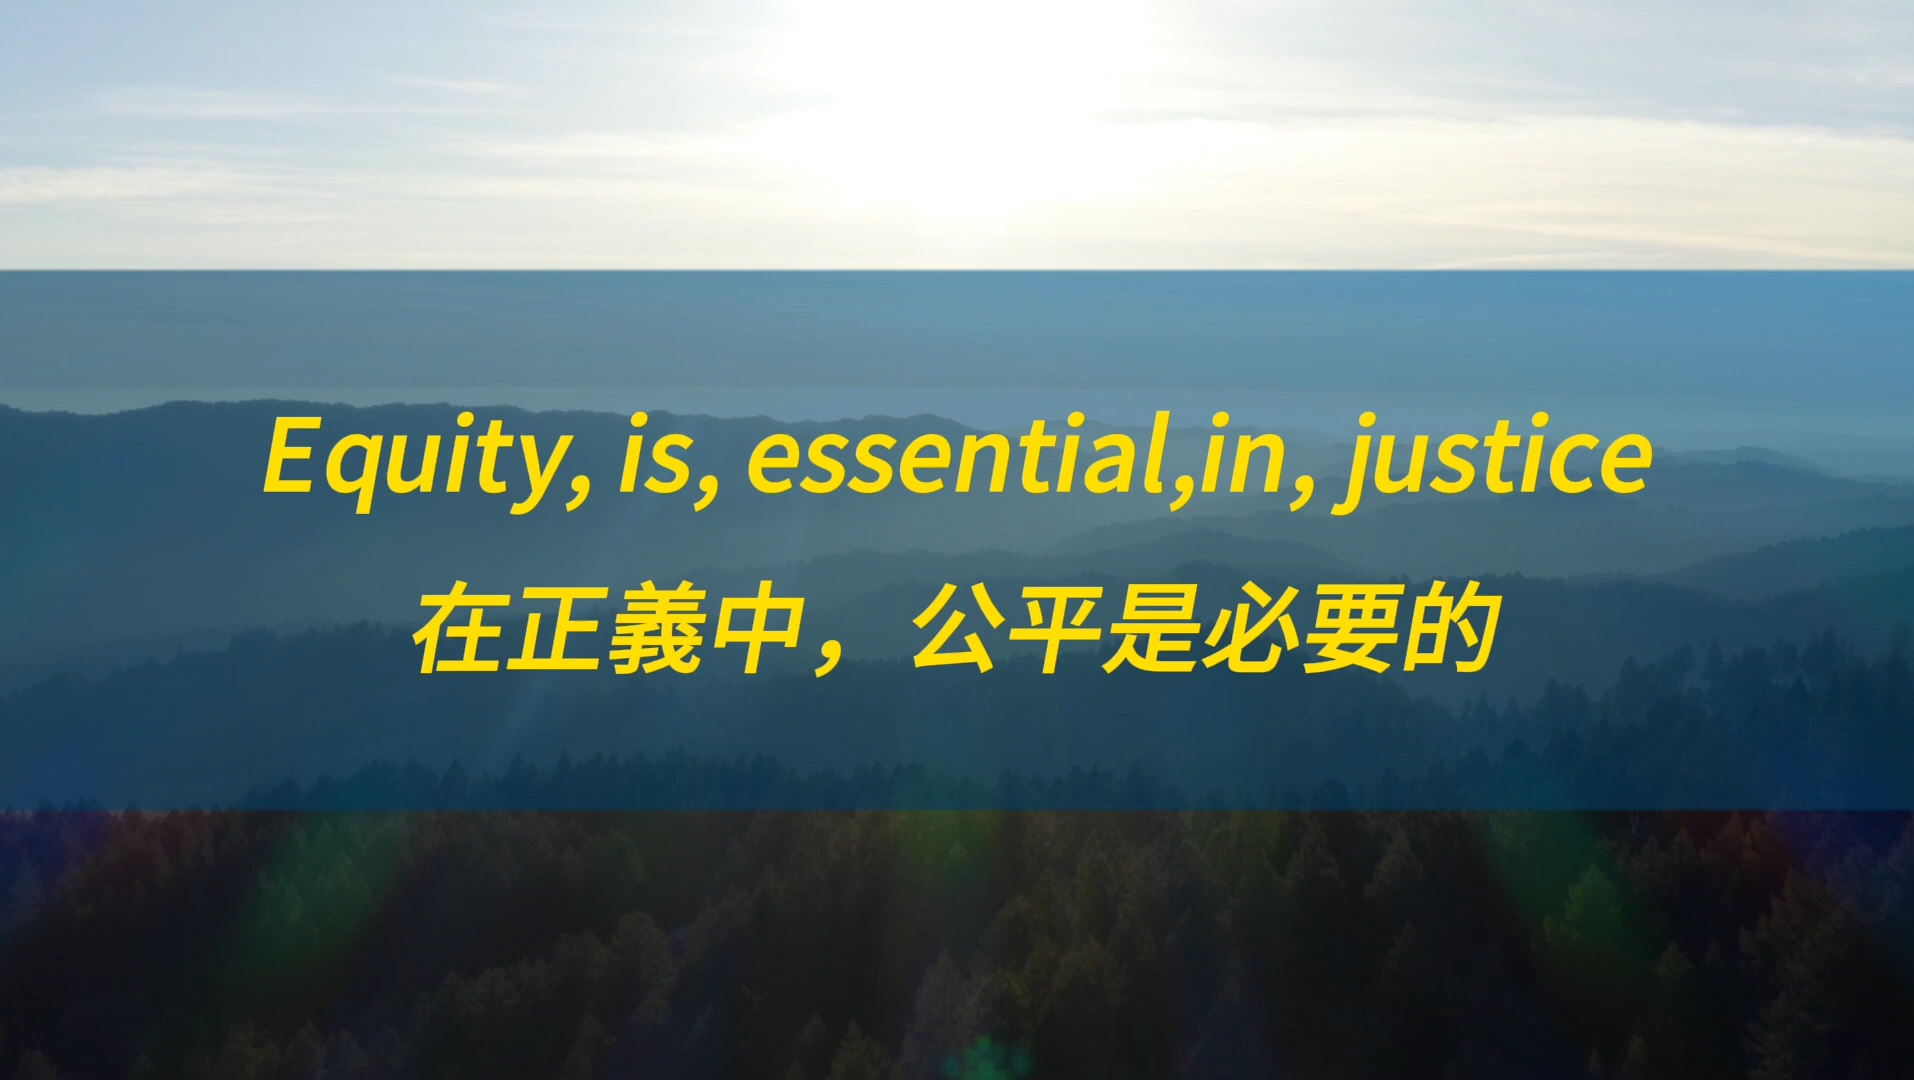 Equity, is, essential,in, justice
在正義中，公平是必要的